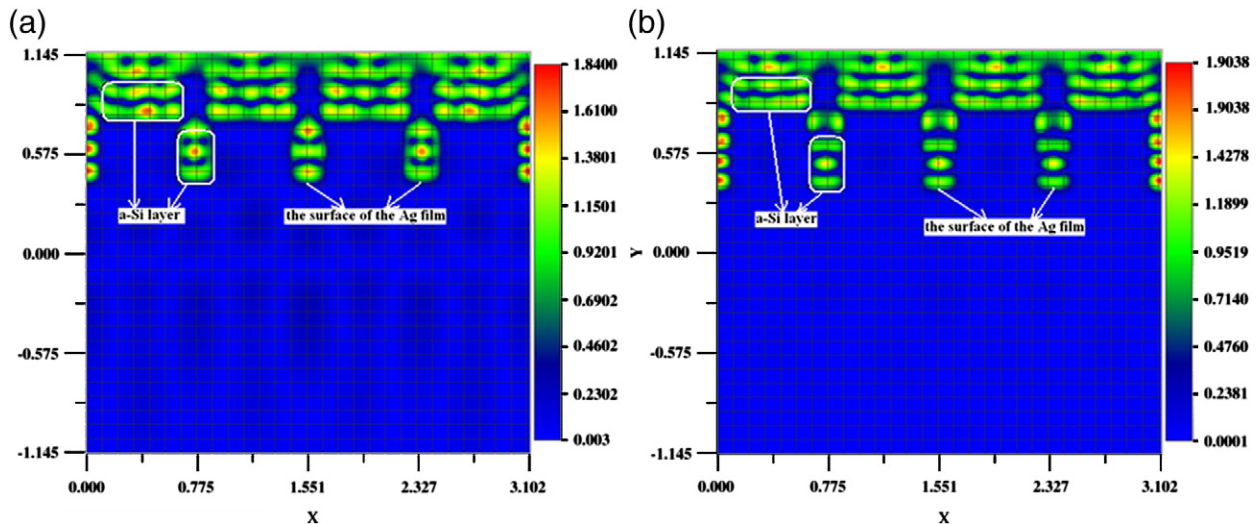 (a)
1.145
0.575
0.000
-0.575
-1.145
a-Si layer
the surface of the Ag film
0.000 0.775 1.551 2.327 3.102
X
1.8400
1.6100
1.3801
1.1501
0.9201
0.6902
0.4602
0.2302
0.003
(b)
1.145
0.575
0.000
-0.575
-1.145
Y
a-Si layer
the surface of the Ag film
0.000 0.775 1.551 2.327 3.102
X
1.9038
1.9038
1.4278
1.1899
0.9519
0.7140
0.4760
0.2381
0.0001